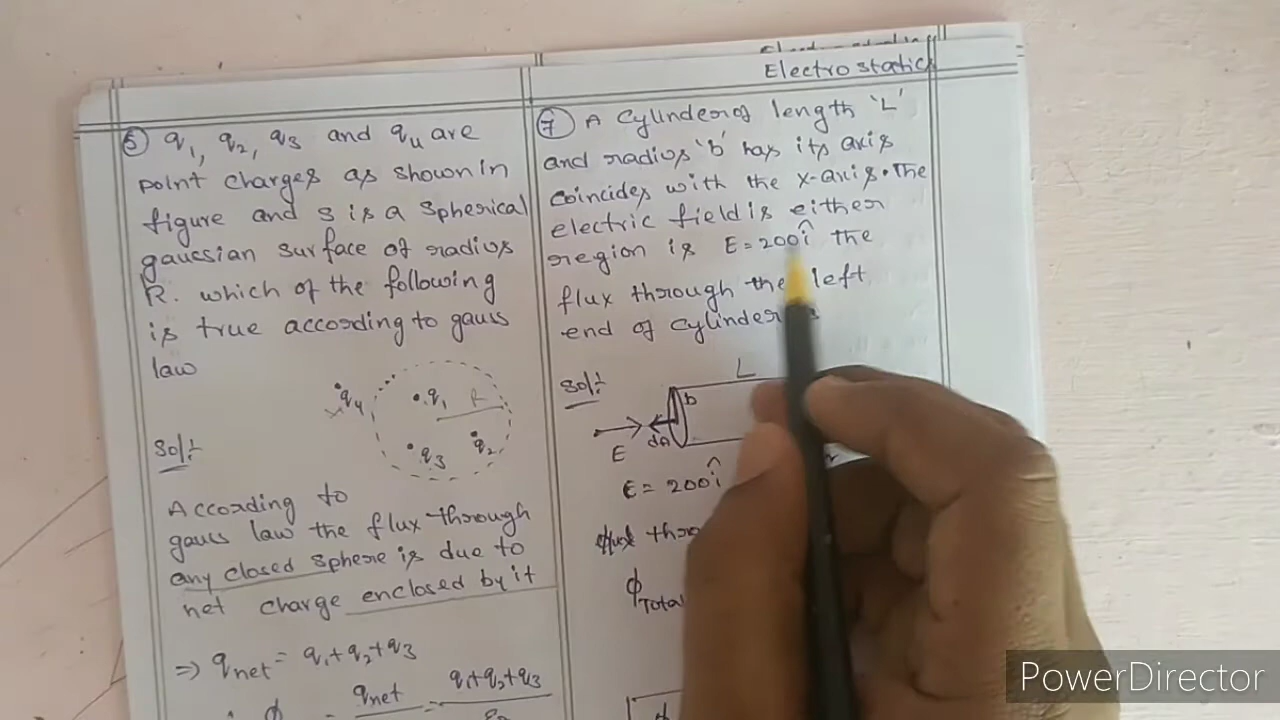 Electrostatics
5 q1, q2, q3 and q4 are
point charges as shown in
figure and S is a spherical
gaussian surface of radius
R. which of the following
is true according to gauss
law
q4
q1
R
q3
q2
Sol:
According to
gauss law the flux through
any closed sphere is due to
net charge enclosed by it
⇒ qnet = q1+q2+q3
qnet
=
q1+q2+q3
7 A cylinder of length 'L'
and radius 'b' has its axis
coincides with the x-axis. The
electric field is either
region is E = 200î the
flux through the left
end of cylinder is
Sol:
L
b
dA
E
E = 200î
flux thro
ϕTotal
PowerDirector